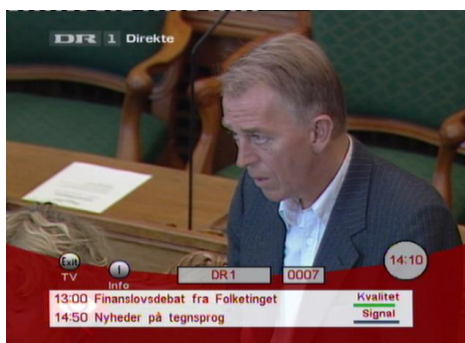 DR 1 Direkte
14:10
Exit
TV
i
Info
DR1
0007
13:00 Finanslovsdebat fra Folketinget
Kvalitet
14:50 Nyheder på tegnsprog
Signal